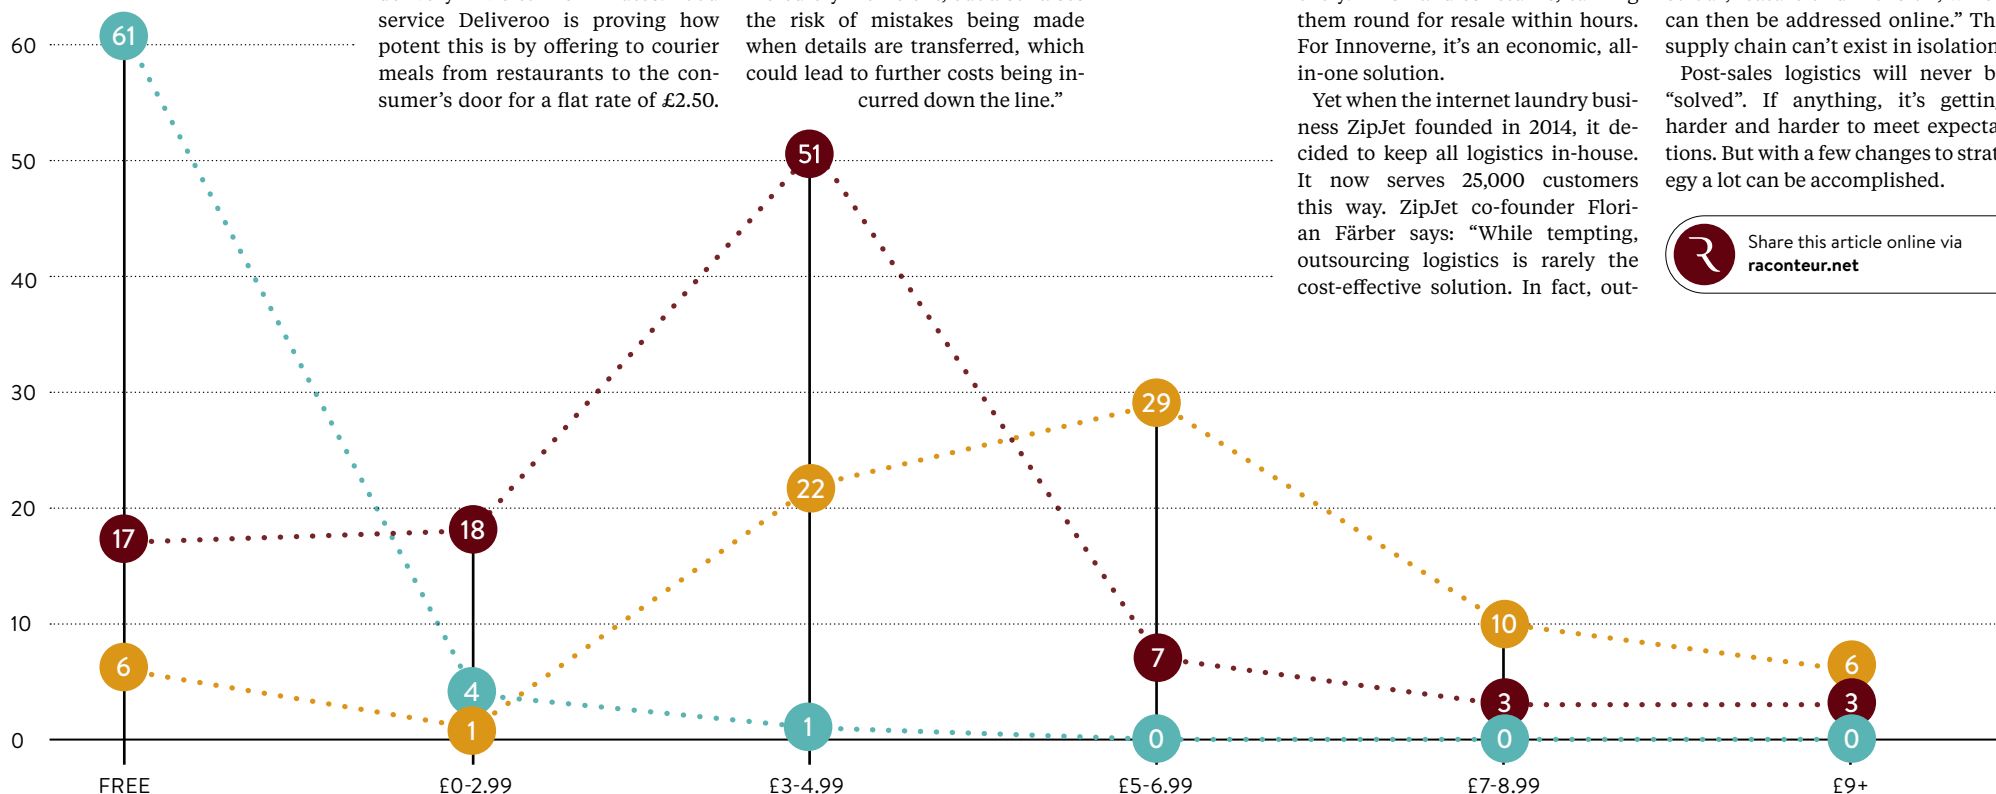 service Deliveroo is proving how
potent this is by offering to courier
meals from restaurants to the con-
sumer’s door for a flat rate of £2.50.
the risk of mistakes being made
when details are transferred, which
could lead to further costs being in-
curred down the line.”
them round for resale within hours.
For Innoverne, it’s an economic, all-
in-one solution.
Yet when the internet laundry busi-
ness ZipJet founded in 2014, it de-
cided to keep all logistics in-house.
It now serves 25,000 customers
this way. ZipJet co-founder Flori-
an Färber says: “While tempting,
outsourcing logistics is rarely the
cost-effective solution. In fact, out-
can then be addressed online.” Th
supply chain can’t exist in isolation
Post-sales logistics will never b
“solved”. If anything, it’s getting
harder and harder to meet expecta
tions. But with a few changes to strat
egy a lot can be accomplished.
Share this article online via
raconteur.net
60
50
40
30
20
10
0
61
17
6
18
4
1
51
22
1
29
7
0
10
3
0
6
3
0
FREE
£0-2.99
£3-4.99
£5-6.99
£7-8.99
£9+